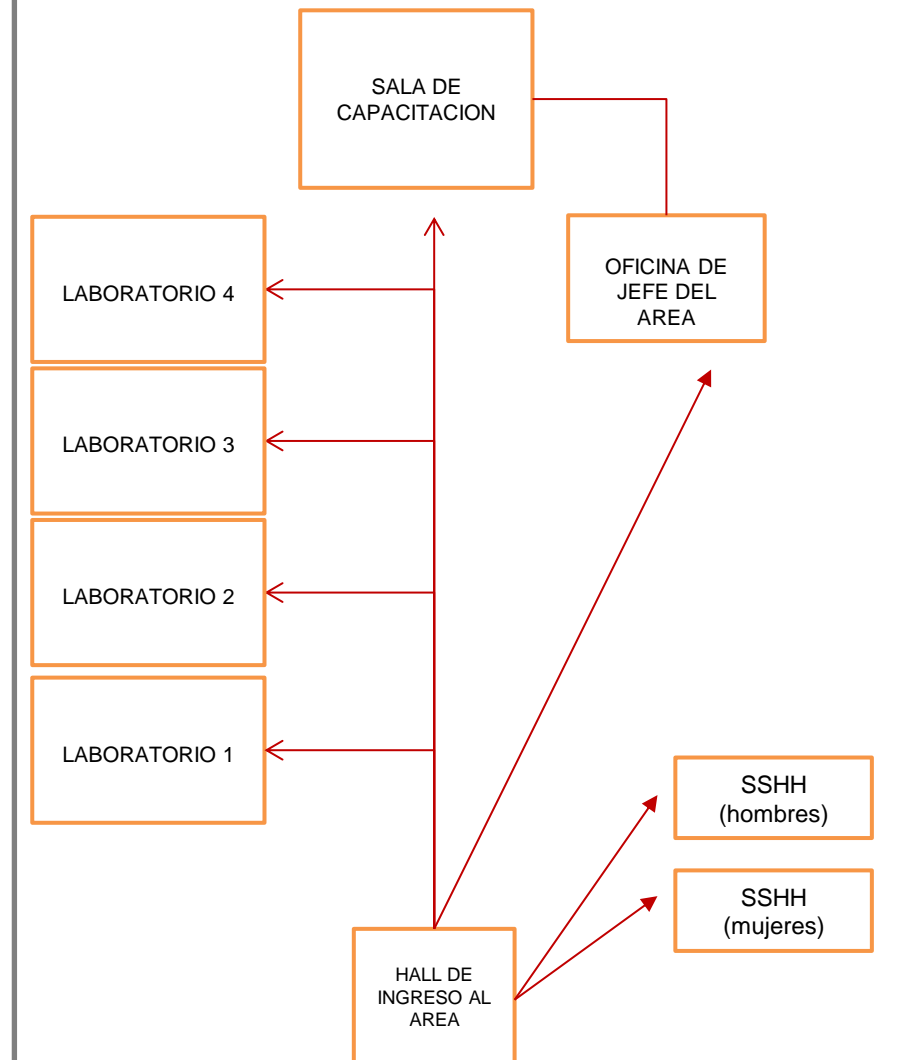 SALA DE
CAPACITACION
OFICINA DE
JEFE DEL
AREA
LABORATORIO 4
LABORATORIO 3
LABORATORIO 2
LABORATORIO 1
SSHH
(hombres)
SSHH
(mujeres)
HALL DE
INGRESO AL
AREA